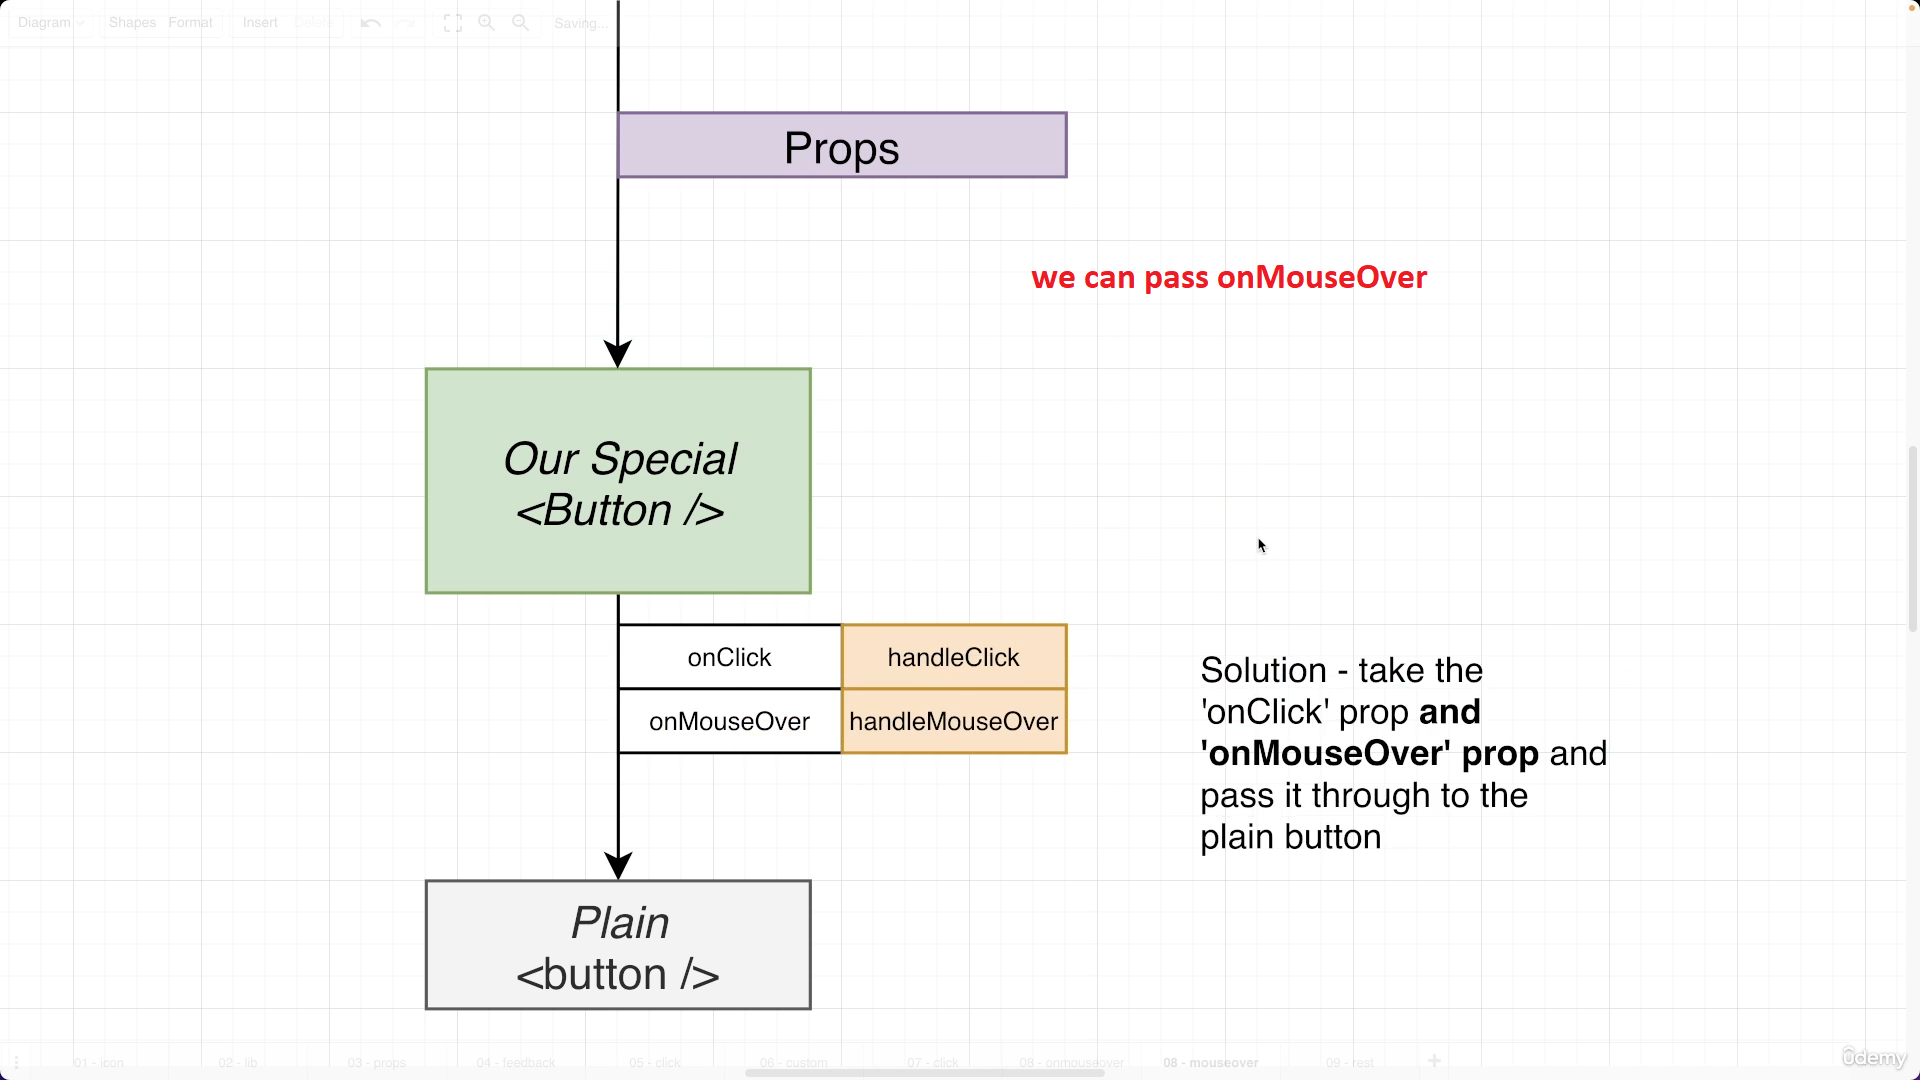 Diagram
Shapes
Format
Insert
Delete
Saving...
Props
we can pass onMouseOver
Our Special
<Button />
onClick
handleClick
onMouseOver
handleMouseOver
Solution - take the
'onClick' prop and
'onMouseOver' prop and
pass it through to the
plain button
Plain
<button />
01 - icon
02 - lib
03 - props
04 - feedback
05 - click
06 - custom
07 - click
08 - onmouseover
08 - mouseover
09 - rest
ûdemy